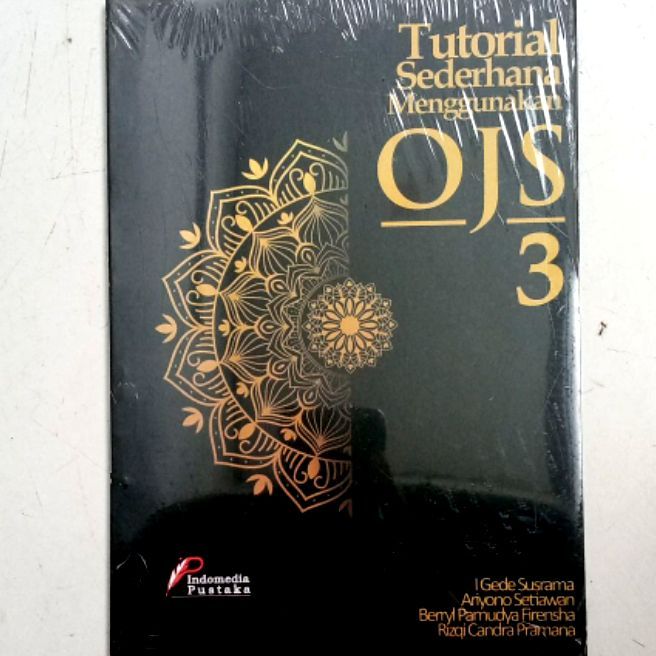 Tutorial
Sederhana
Menggunakan
OJS
3
Indomedia
Pustaka
I Gede Susrama
Ariyono Setiawan
Berryl Pamudya Firensha
Rizqi Candra Pramana